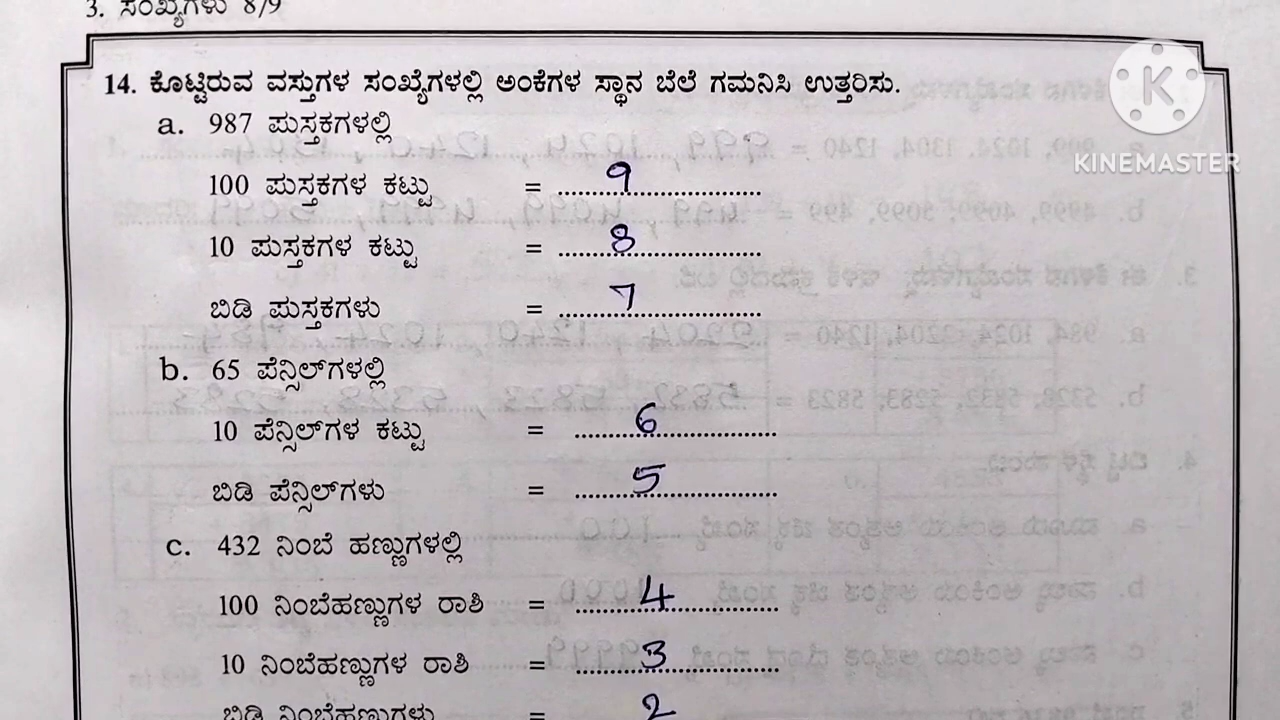 3. ಸಂಖ್ಯೆಗಳು 8/9
14. ಕೊಟ್ಟಿರುವ ವಸ್ತುಗಳ ಸಂಖ್ಯೆಗಳಲ್ಲಿ ಅಂಕೆಗಳ ಸ್ಥಾನ ಬೆಲೆ ಗಮನಿಸಿ ಉತ್ತರಿಸು.
a. 987 ಪುಸ್ತಕಗಳಲ್ಲಿ
100 ಪುಸ್ತಕಗಳ ಕಟ್ಟು = 9
10 ಪುಸ್ತಕಗಳ ಕಟ್ಟು = 8
ಬಿಡಿ ಪುಸ್ತಕಗಳು = 7
b. 65 ಪೆನ್ಸಿಲ್‌ಗಳಲ್ಲಿ
10 ಪೆನ್ಸಿಲ್‌ಗಳ ಕಟ್ಟು = 6
ಬಿಡಿ ಪೆನ್ಸಿಲ್‌ಗಳು = 5
c. 432 ನಿಂಬೆ ಹಣ್ಣುಗಳಲ್ಲಿ
100 ನಿಂಬೆಹಣ್ಣುಗಳ ರಾಶಿ = 4
10 ನಿಂಬೆಹಣ್ಣುಗಳ ರಾಶಿ = 3
ಬಿಡಿ ನಿಂಬೆಹಣ್ಣುಗಳು = 2
K
KINEMASTER